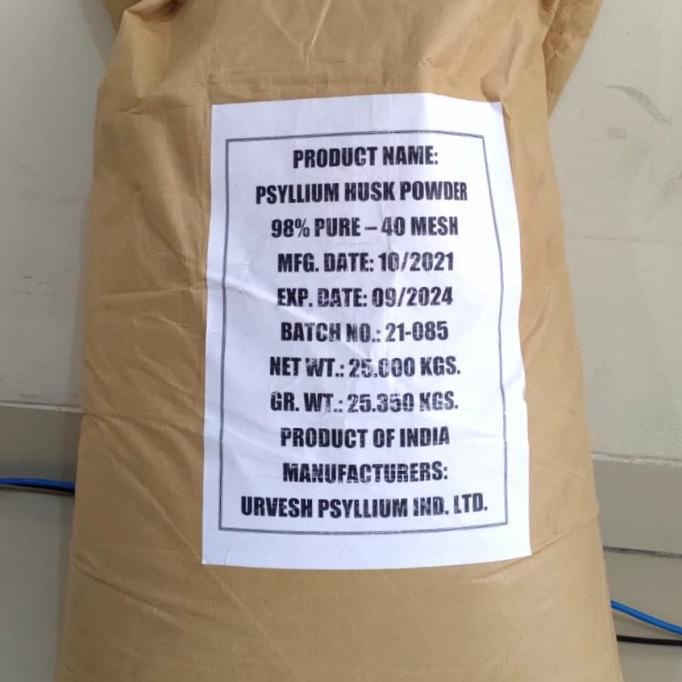 PRODUCT NAME:
PSYLLIUM HUSK POWDER
98% PURE – 40 MESH
MFG. DATE: 10/2021
EXP. DATE: 09/2024
BATCH NO.: 21-085
NET WT.: 25.000 KGS.
GR. WT.: 25.350 KGS.
PRODUCT OF INDIA
MANUFACTURERS:
URVESH PSYLLIUM IND. LTD.